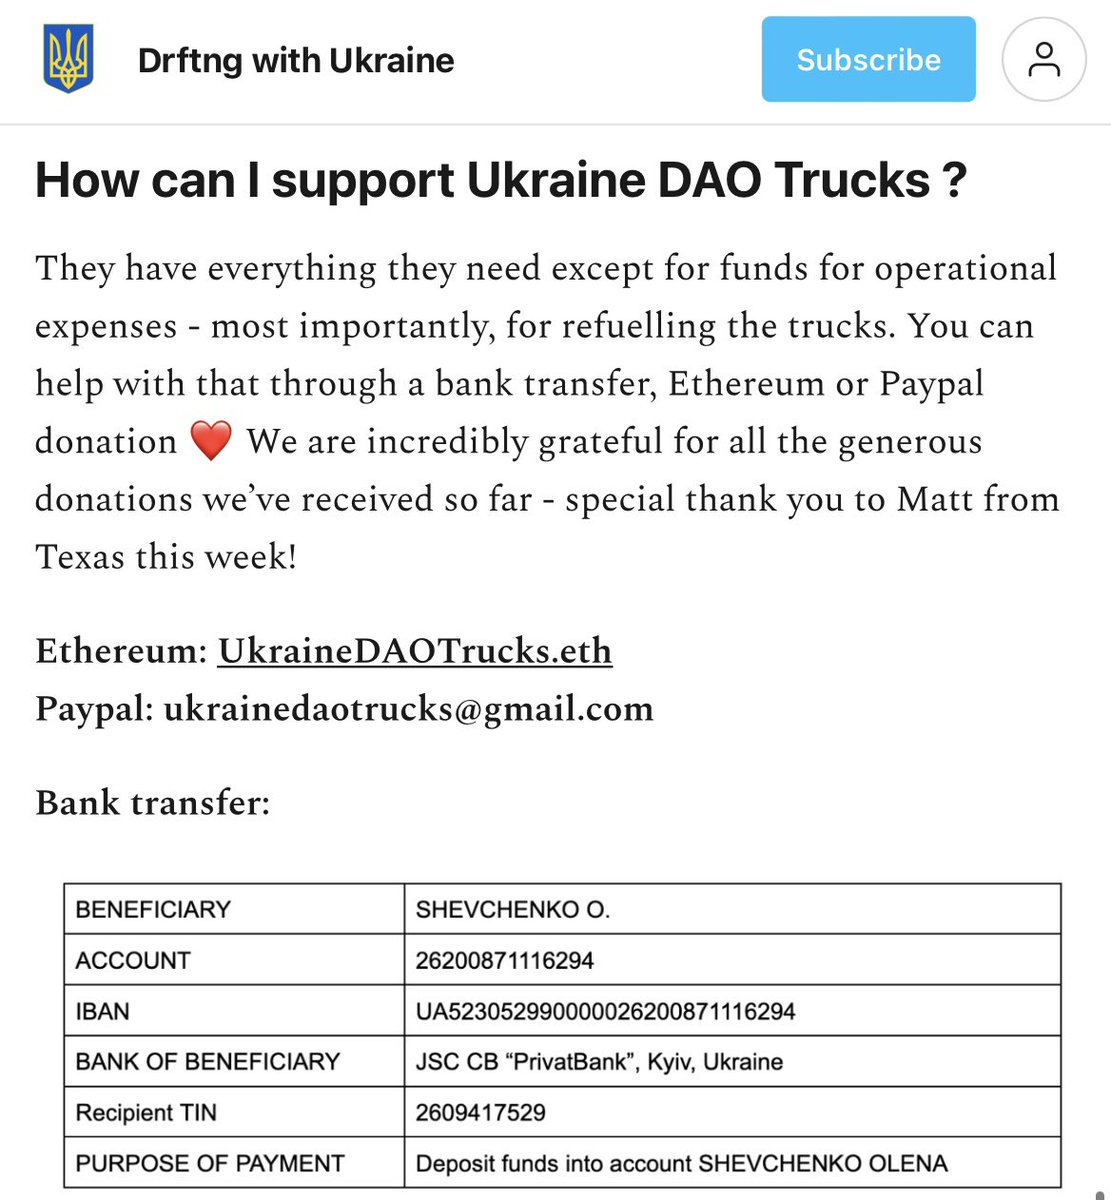 Drftng with Ukraine
Subscribe
How can I support Ukraine DAO Trucks ?
They have everything they need except for funds for operational
expenses - most importantly, for refuelling the trucks. You can
help with that through a bank transfer, Ethereum or Paypal
donation ❤️ We are incredibly grateful for all the generous
donations we’ve received so far - special thank you to Matt from
Texas this week!
Ethereum: UkraineDAOTrucks.eth
Paypal: ukrainedaotrucks@gmail.com
Bank transfer:
BENEFICIARY SHEVCHENKO O.
ACCOUNT 26200871116294
IBAN UA523052990000026200871116294
BANK OF BENEFICIARY JSC CB “PrivatBank”, Kyiv, Ukraine
Recipient TIN 2609417529
PURPOSE OF PAYMENT Deposit funds into account SHEVCHENKO OLENA